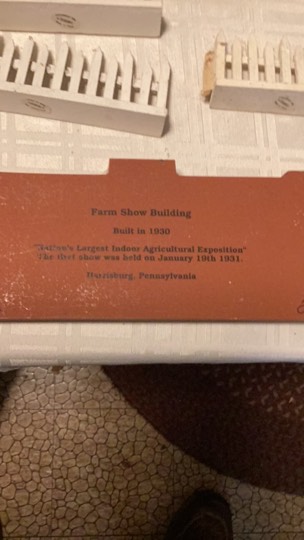 Farm Show Building
Built in 1930
"Nation's Largest Indoor Agricultural Exposition"
The first show was held on January 19th 1931.
Harrisburg, Pennsylvania